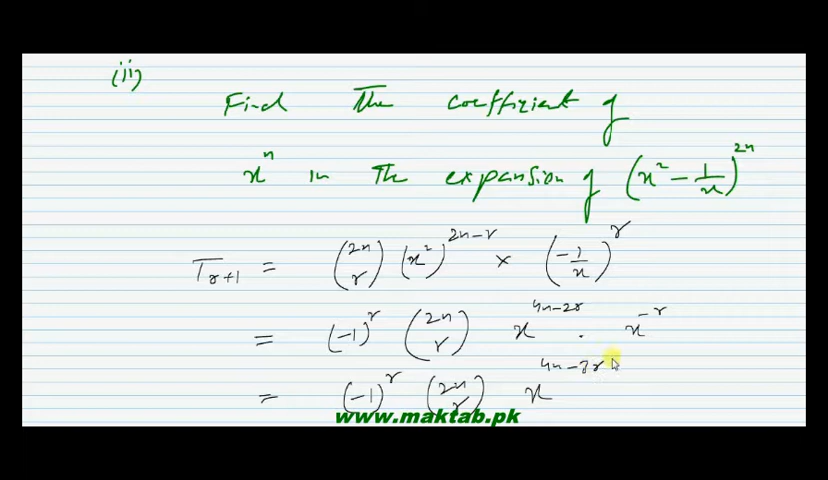 (ii)
Find the coefficient of
x^n in the expansion of (x^2 - 1/x)^2n
T_r+1 = (2n r) (x^2)^2n-r × (-1/x)^r
= (-1)^r (2n r) x^4n-2r . x^-r
= (-1)^r (2n r) x^4n-3r
www.maktab.pk